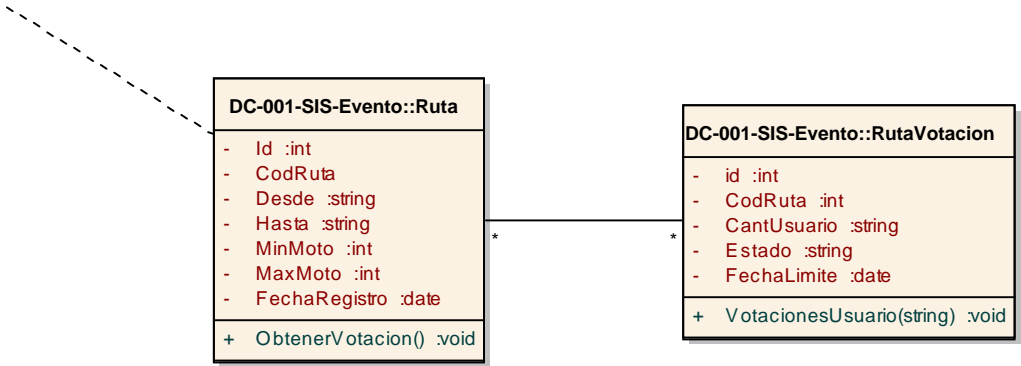 DC-001-SIS-Evento::Ruta
- Id :int
- CodRuta
- Desde :string
- Hasta :string
- MinMoto :int
- MaxMoto :int
- FechaRegistro :date
+ ObtenerVotacion() :void
* *
DC-001-SIS-Evento::RutaVotacion
- id :int
- CodRuta :int
- CantUsuario :string
- Estado :string
- FechaLimite :date
+ VotacionesUsuario(string) :void